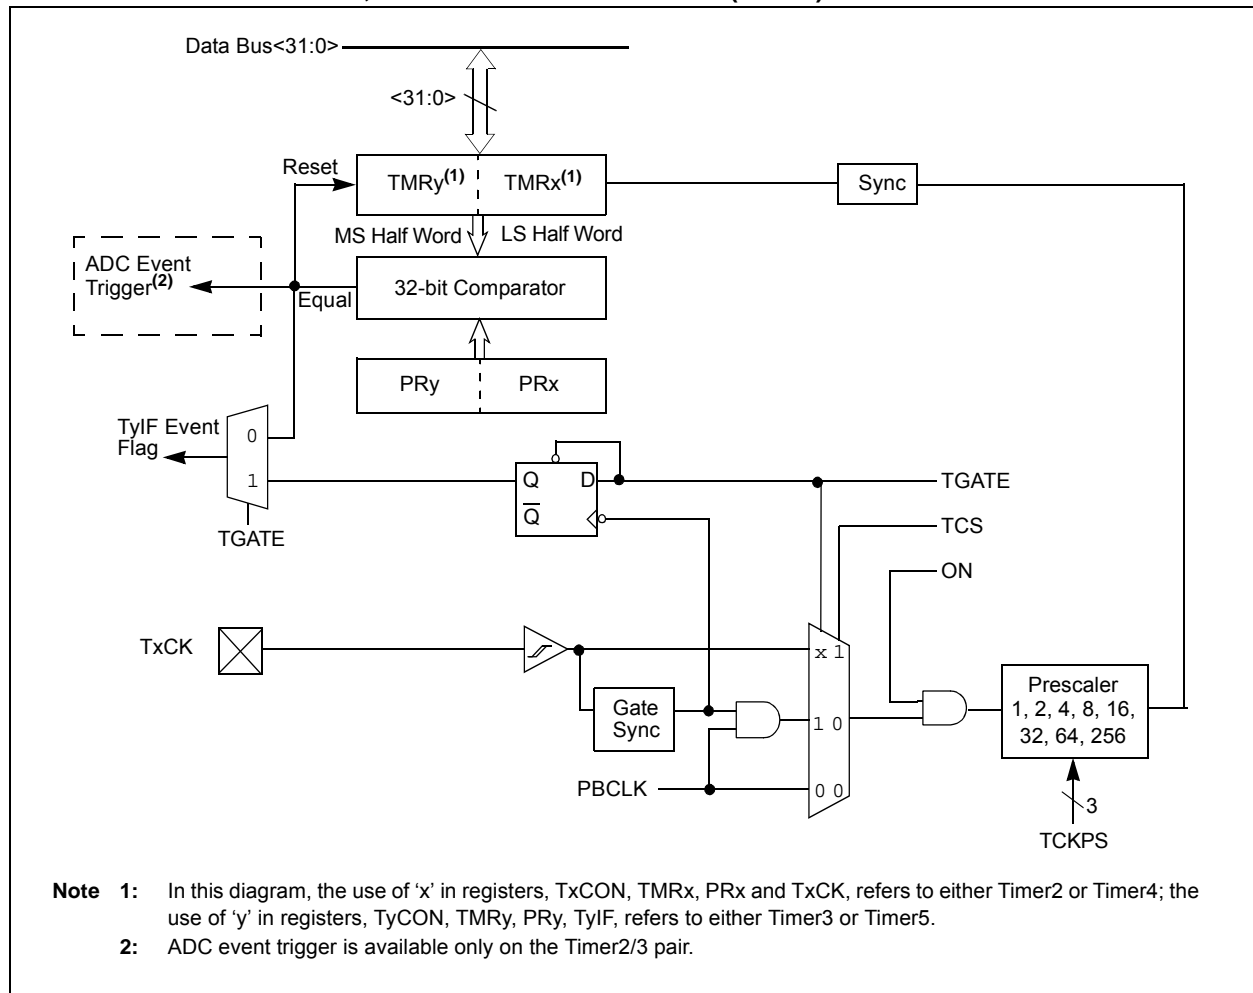 Data Bus<31:0>
<31:0>
Reset
TMRy(1)
TMRx(1)
Sync
MS Half Word
LS Half Word
ADC Event
Trigger(2)
Equal
32-bit Comparator
PRy
PRx
TyIF Event
Flag
0
1
TGATE
Q
D
Q
TGATE
TCS
ON
TxCK
x 1
Gate
Sync
1 0
Prescaler
1, 2, 4, 8, 16,
32, 64, 256
PBCLK
0 0
3
TCKPS
Note 1: In this diagram, the use of ‘x’ in registers, TxCON, TMRx, PRx and TxCK, refers to either Timer2 or Timer4; the
use of ‘y’ in registers, TyCON, TMRy, PRy, TyIF, refers to either Timer3 or Timer5.
2: ADC event trigger is available only on the Timer2/3 pair.